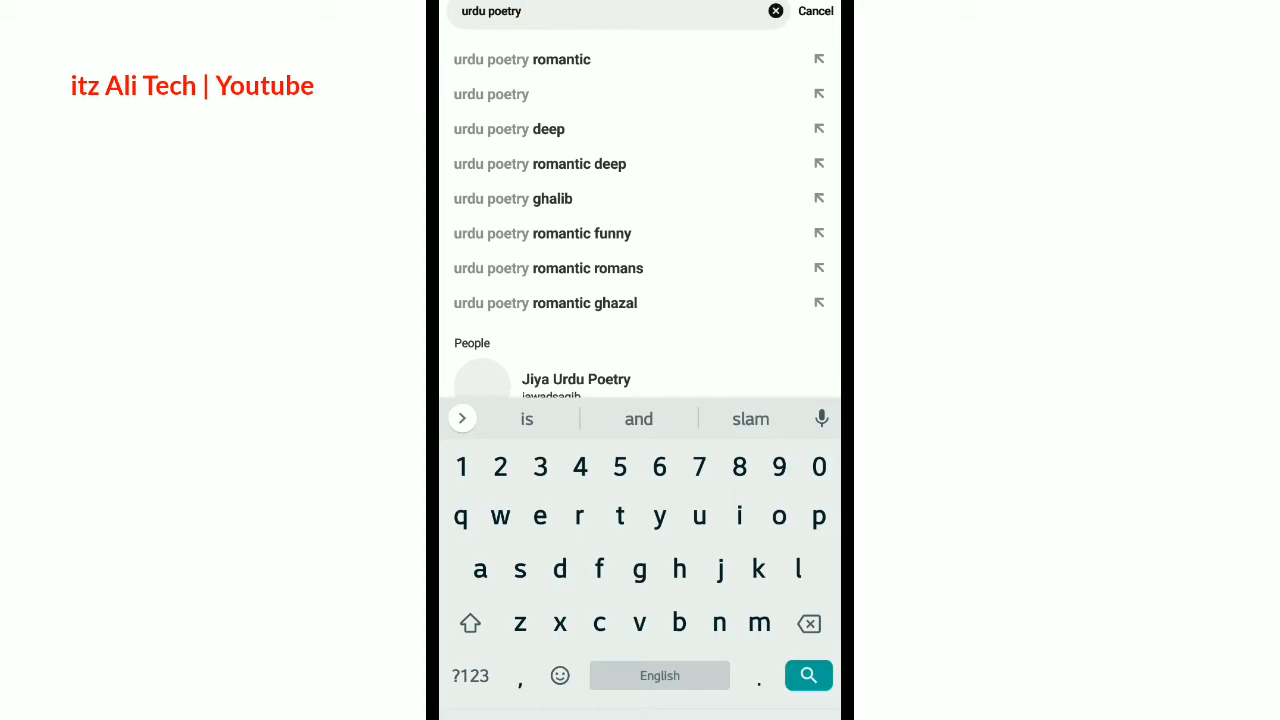 urdu poetry
Cancel
itz Ali Tech | Youtube
urdu poetry romantic
urdu poetry
urdu poetry deep
urdu poetry romantic deep
urdu poetry ghalib
urdu poetry romantic funny
urdu poetry romantic romans
urdu poetry romantic ghazal
People
Jiya Urdu Poetry
jawadsaqib
is and slam
1 2 3 4 5 6 7 8 9 0
q w e r t y u i o p
a s d f g h j k l
z x c v b n m
?123 , English .